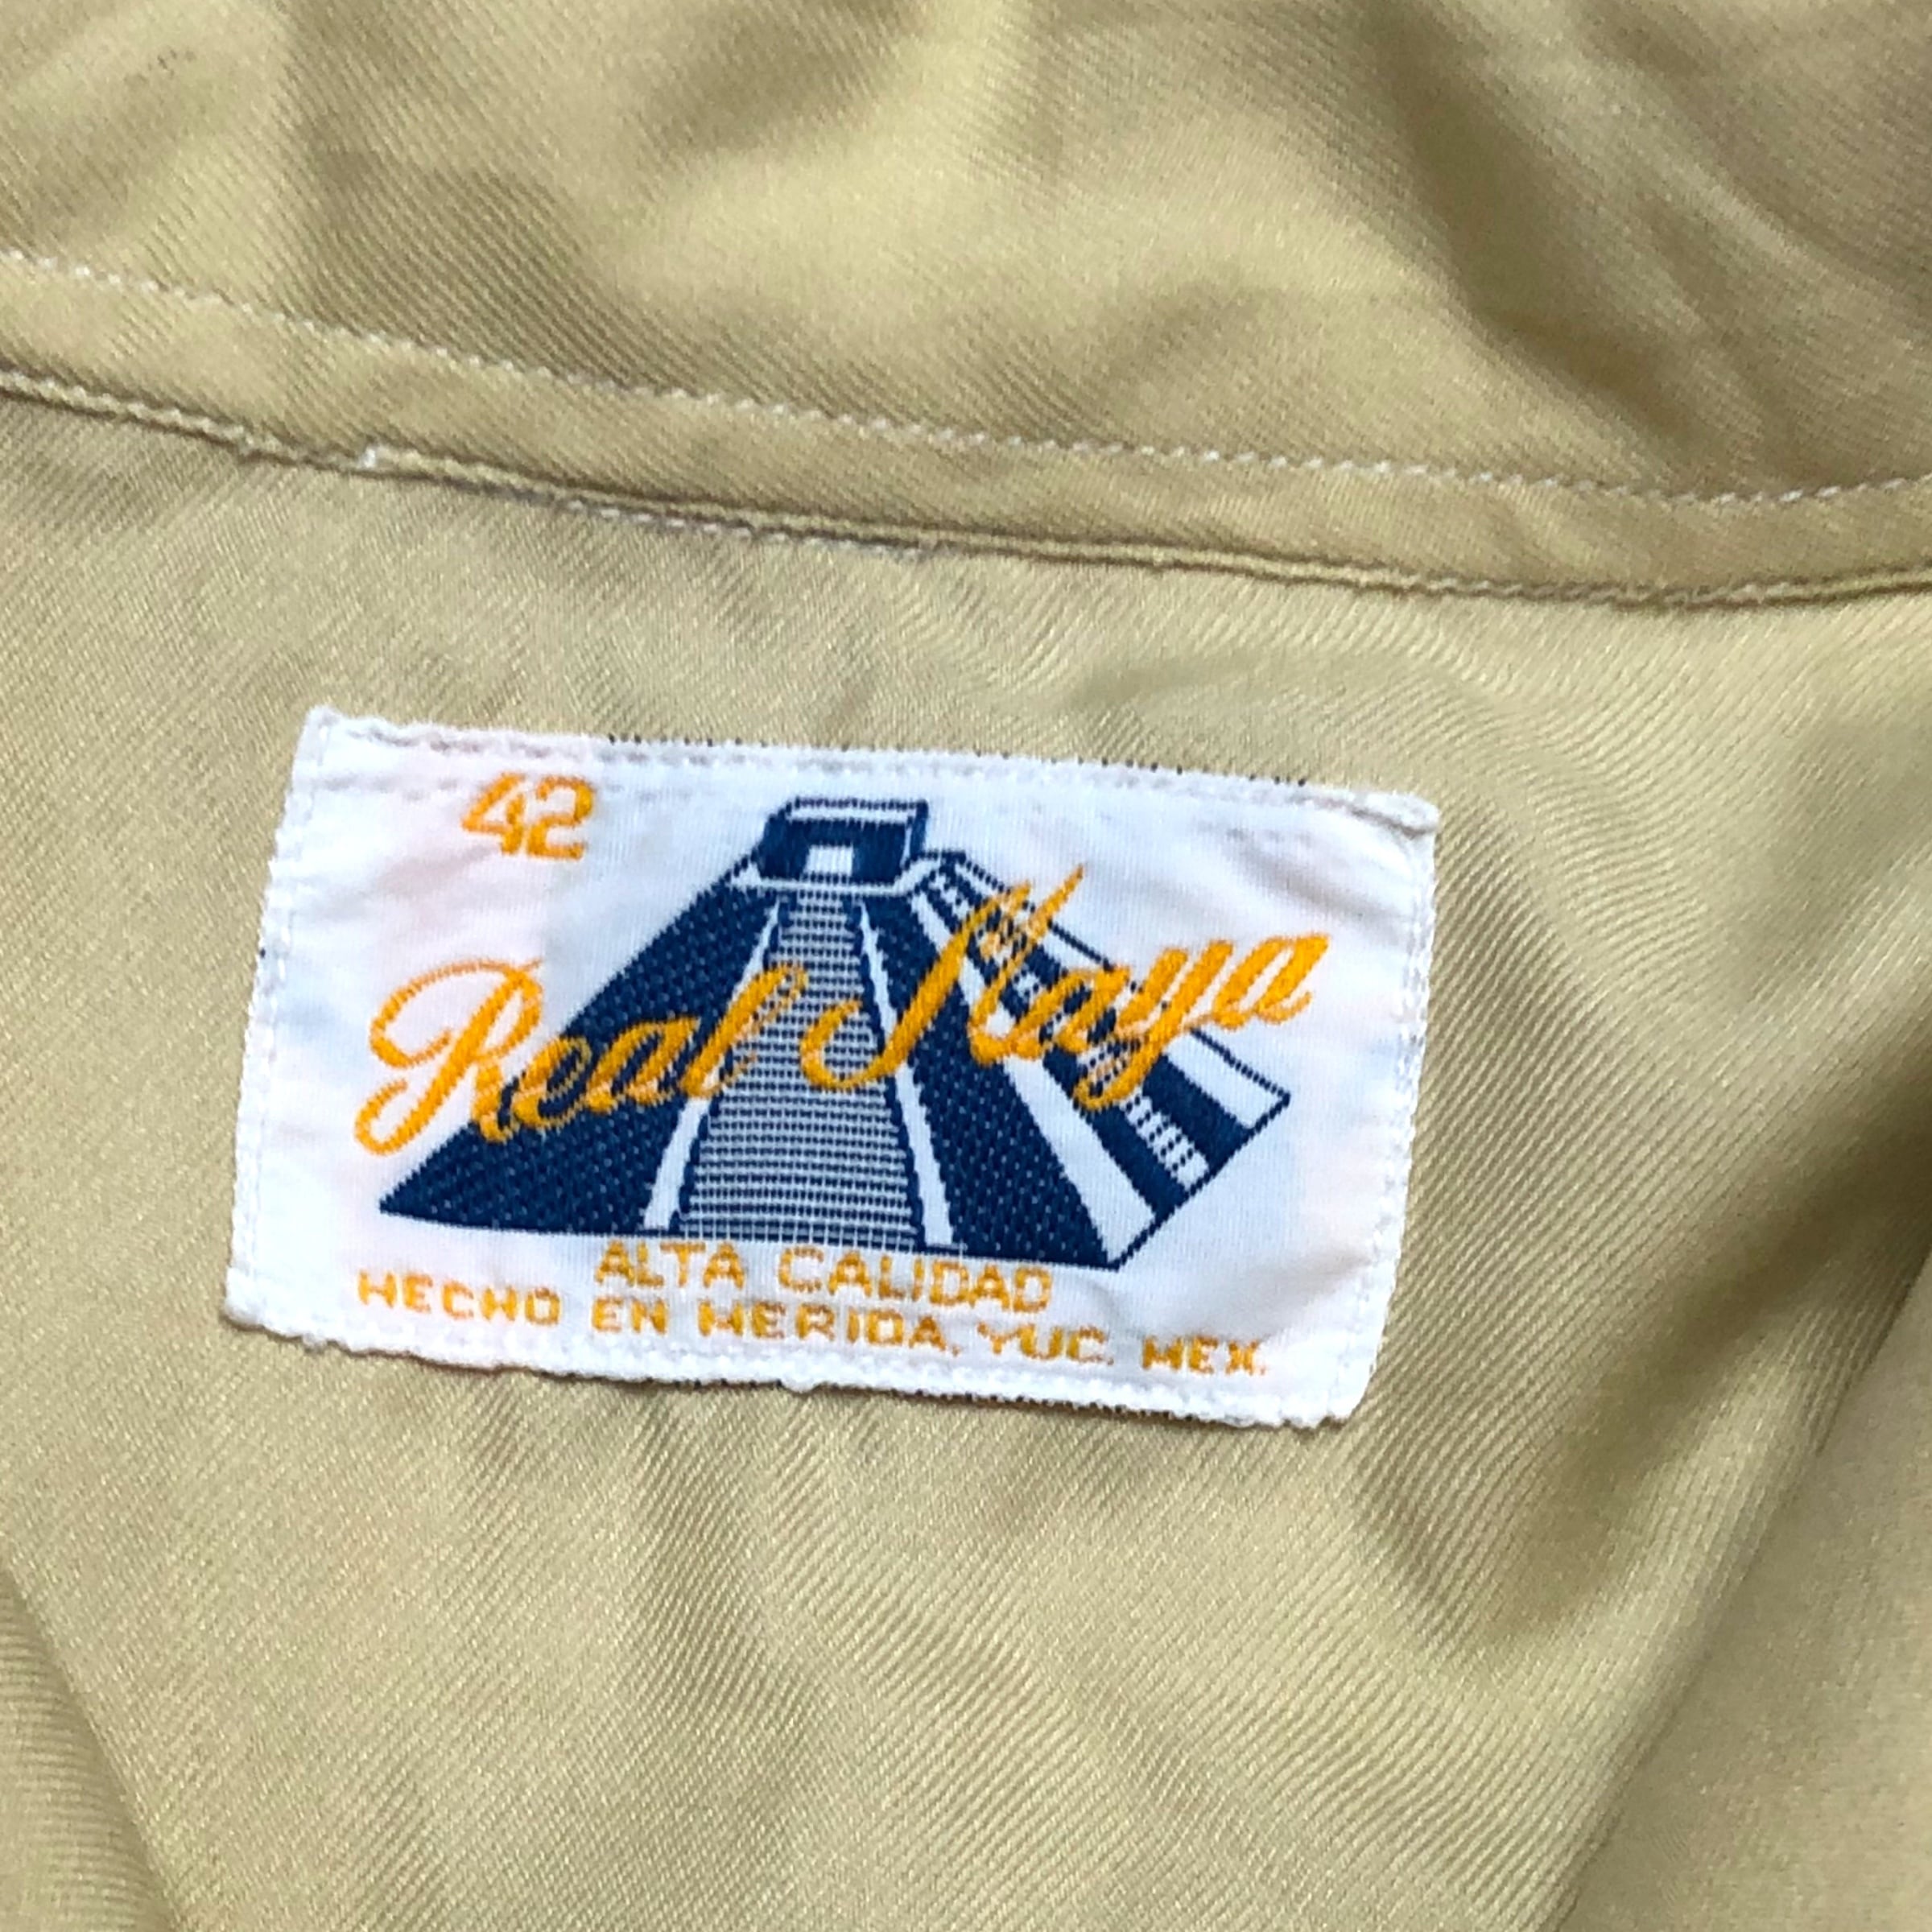 42
Real Maya
ALTA CALIDAD
HECHO EN MERIDA, YUC. MEX.